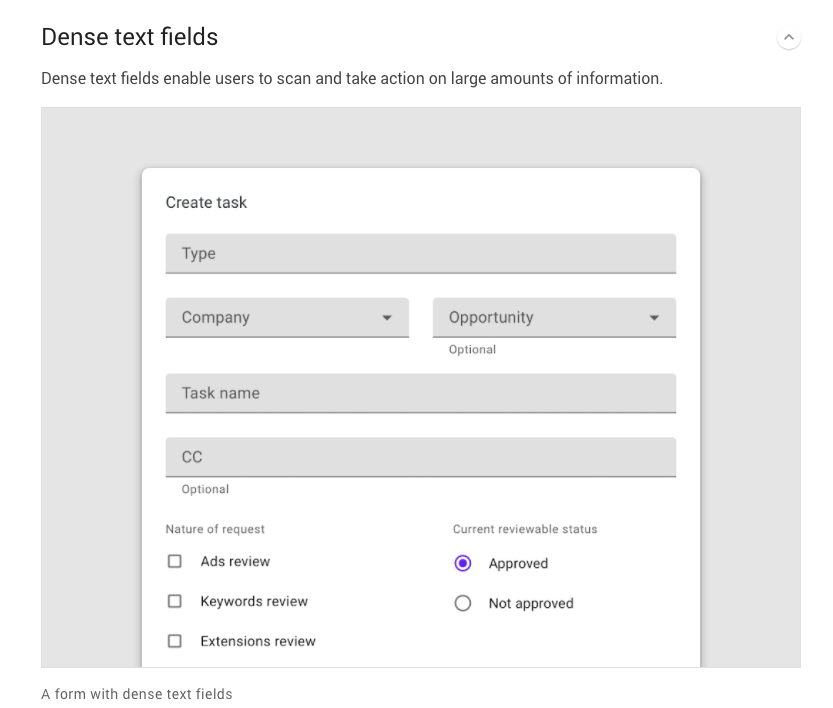 Dense text fields
Dense text fields enable users to scan and take action on large amounts of information.
Create task
Type
Company
Opportunity
Optional
Task name
CC
Optional
Nature of request
Current reviewable status
Ads review
Approved
Keywords review
Not approved
Extensions review
A form with dense text fields